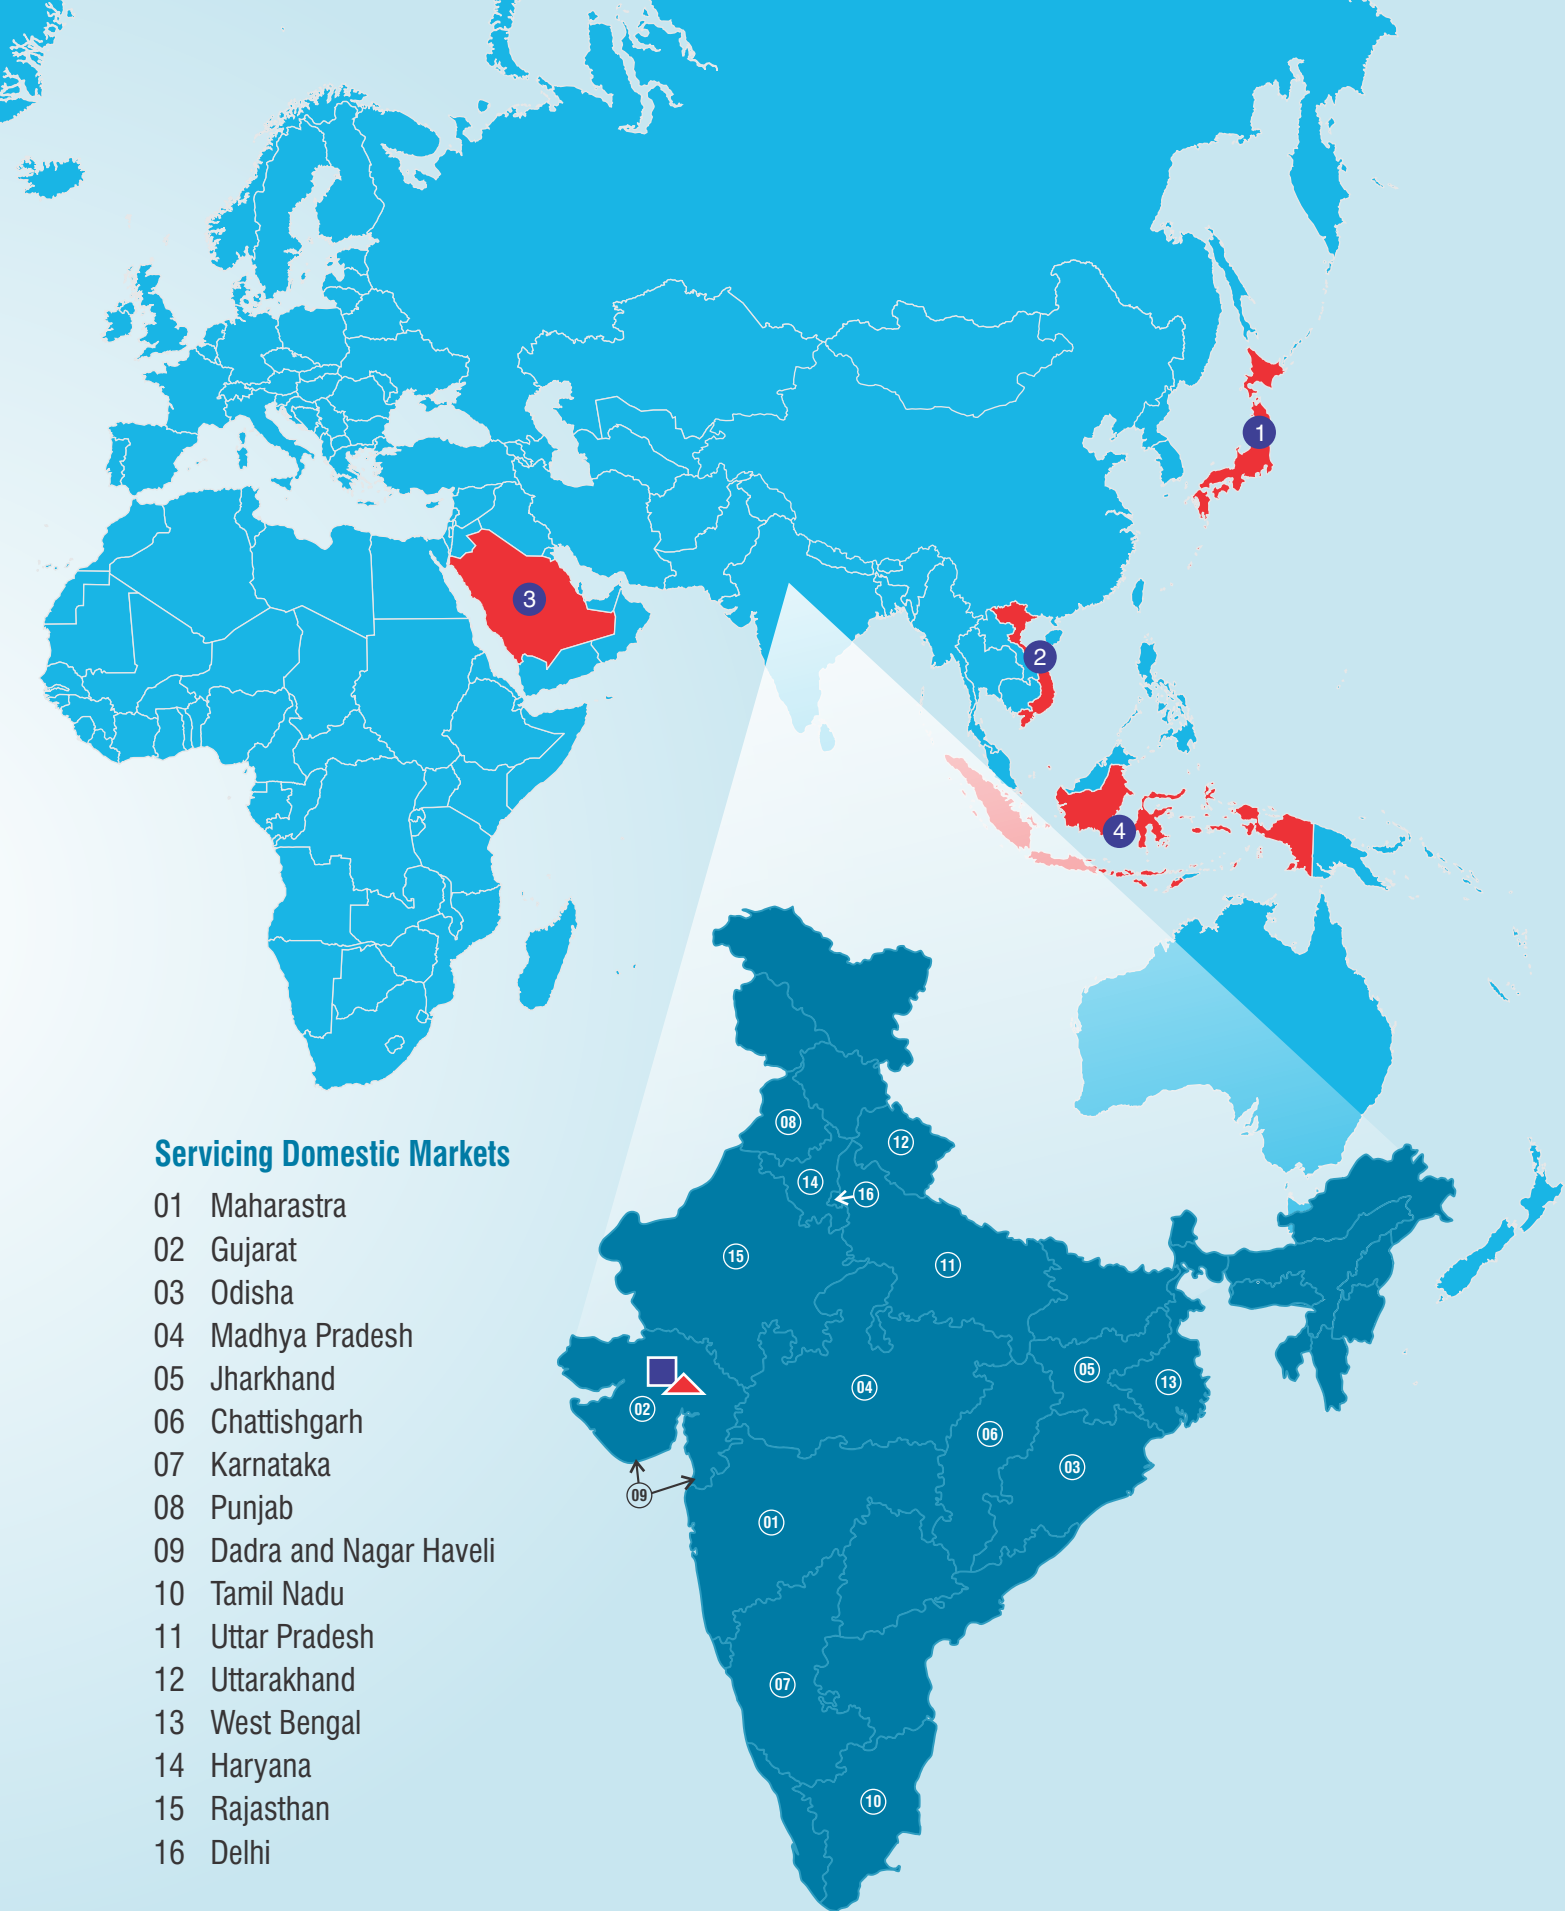 1
3
2
4
08
12
Servicing Domestic Markets
14
16
01 Maharastra
02 Gujarat
15
11
03 Odisha
04 Madhya Pradesh
05 Jharkhand
05
13
04
02
06 Chattishgarh
06
07 Karnataka
03
08 Punjab
09
01
09 Dadra and Nagar Haveli
10 Tamil Nadu
11 Uttar Pradesh
12 Uttarakhand
07
13 West Bengal
14 Haryana
10
15 Rajasthan
16 Delhi